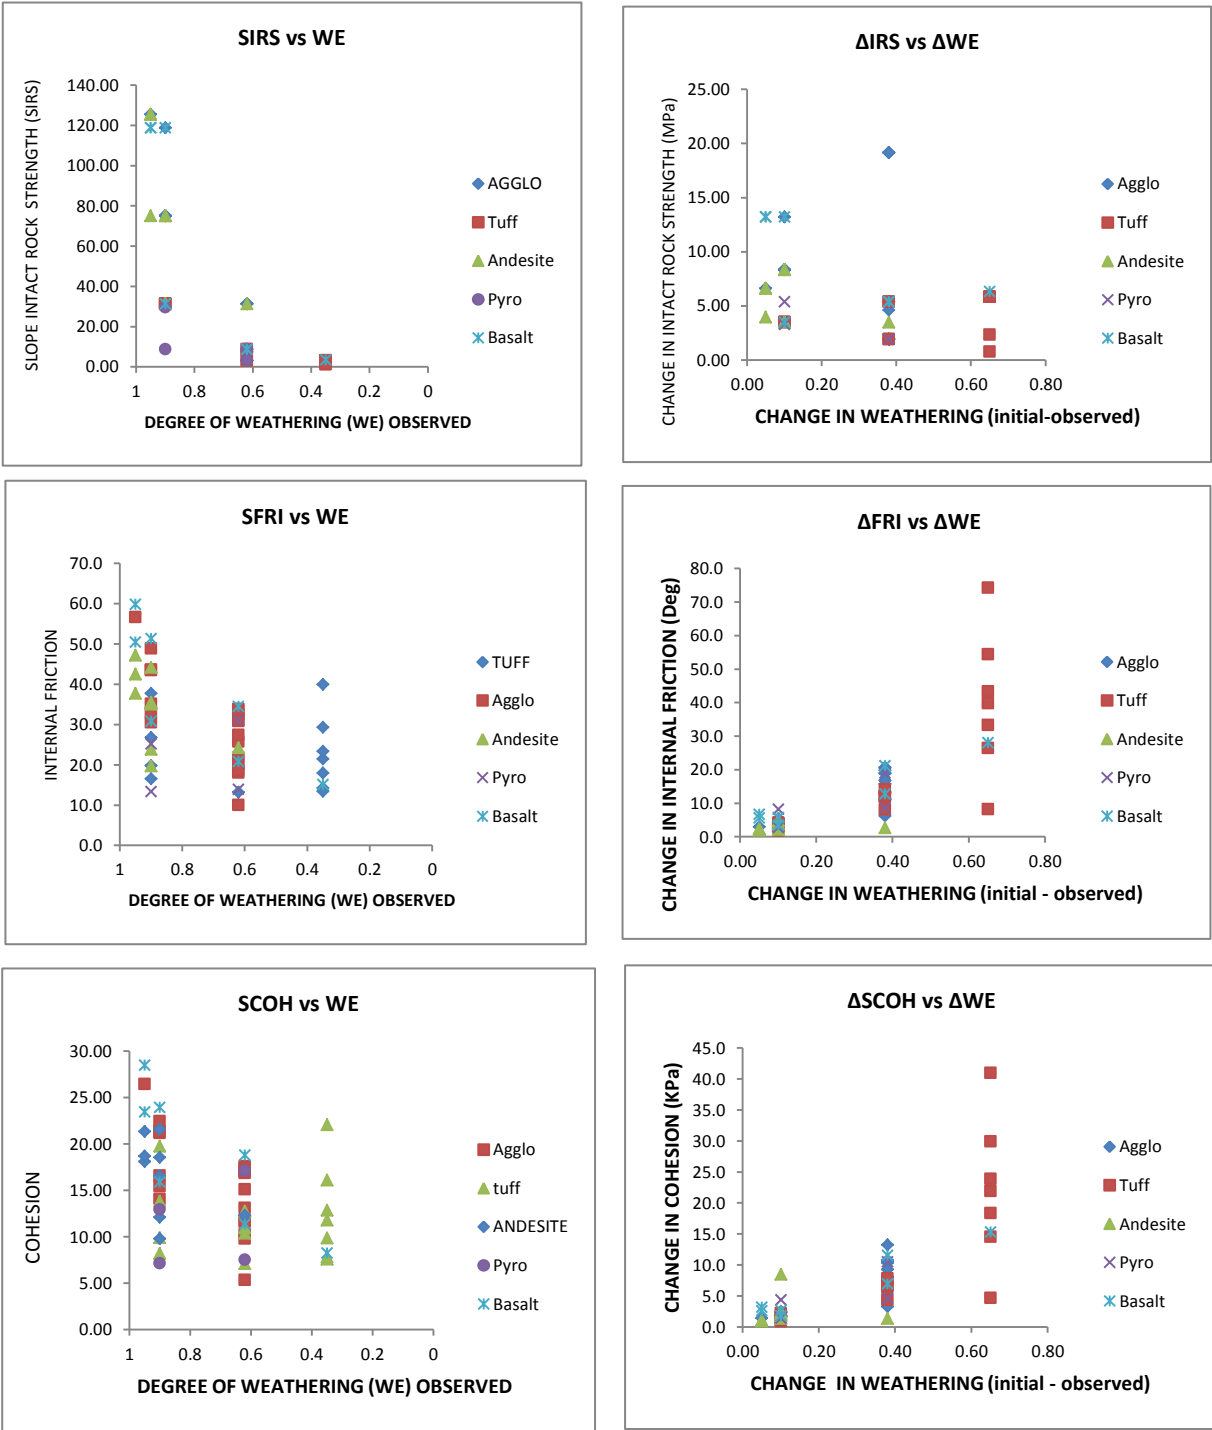 SIRS vs WE
SLOPE INTACT ROCK STRENGTH (SIRS)
140.00
120.00
100.00
80.00
60.00
40.00
20.00
0.00
1 0.8 0.6 0.4 0.2 0
DEGREE OF WEATHERING (WE) OBSERVED
AGGLO
Tuff
Andesite
Pyro
Basalt
ΔIRS vs ΔWE
CHANGE IN INTACT ROCK STRENGTH (MPa)
25.00
20.00
15.00
10.00
5.00
0.00
0.00 0.20 0.40 0.60 0.80
CHANGE IN WEATHERING (initial-observed)
Agglo
Tuff
Andesite
Pyro
Basalt
SFRI vs WE
INTERNAL FRICTION
70.0
60.0
50.0
40.0
30.0
20.0
10.0
0.0
1 0.8 0.6 0.4 0.2 0
DEGREE OF WEATHERING (WE) OBSERVED
TUFF
Agglo
Andesite
Pyro
Basalt
ΔFRI vs ΔWE
CHANGE IN INTERNAL FRICTION (Deg)
80.0
70.0
60.0
50.0
40.0
30.0
20.0
10.0
0.0
0.00 0.20 0.40 0.60 0.80
CHANGE IN WEATHERING (initial - observed)
Agglo
Tuff
Andesite
Pyro
Basalt
SCOH vs WE
COHESION
30.00
25.00
20.00
15.00
10.00
5.00
0.00
1 0.8 0.6 0.4 0.2 0
DEGREE OF WEATHERING (WE) OBSERVED
Agglo
tuff
ANDESITE
Pyro
Basalt
ΔSCOH vs ΔWE
CHANGE IN COHESION (KPa)
45.0
40.0
35.0
30.0
25.0
20.0
15.0
10.0
5.0
0.0
0.00 0.20 0.40 0.60 0.80
CHANGE IN WEATHERING (initial - observed)
Agglo
Tuff
Andesite
Pyro
Basalt